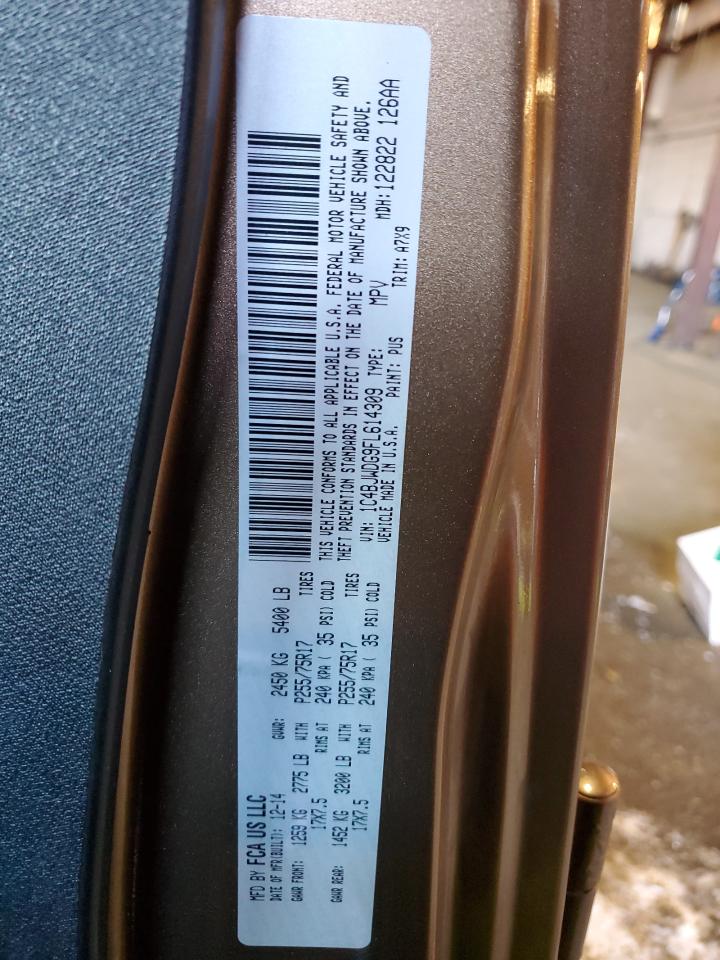 MFD BY FCA US LLC
DATE OF MFR(BUILT): 12-14 GVWR: 2450 KG 5400 LB
GAWR FRONT: 1259 KG 2775 LB WITH P255/75R17 TIRES
17X7.5 RIMS AT 240 KPA ( 35 PSI) COLD
GAWR REAR: 1452 KG 3200 LB WITH P255/75R17 TIRES
17X7.5 RIMS AT 240 KPA ( 35 PSI) COLD
THIS VEHICLE CONFORMS TO ALL APPLICABLE U.S.A. FEDERAL MOTOR VEHICLE SAFETY AND
THEFT PREVENTION STANDARDS IN EFFECT ON THE DATE OF MANUFACTURE SHOWN ABOVE.
VIN: 1C4BJWDG9FL614309 TYPE: MPV MDH:122822 126AA
VEHICLE MADE IN U.S.A. PAINT: PUS TRIM: A7X9